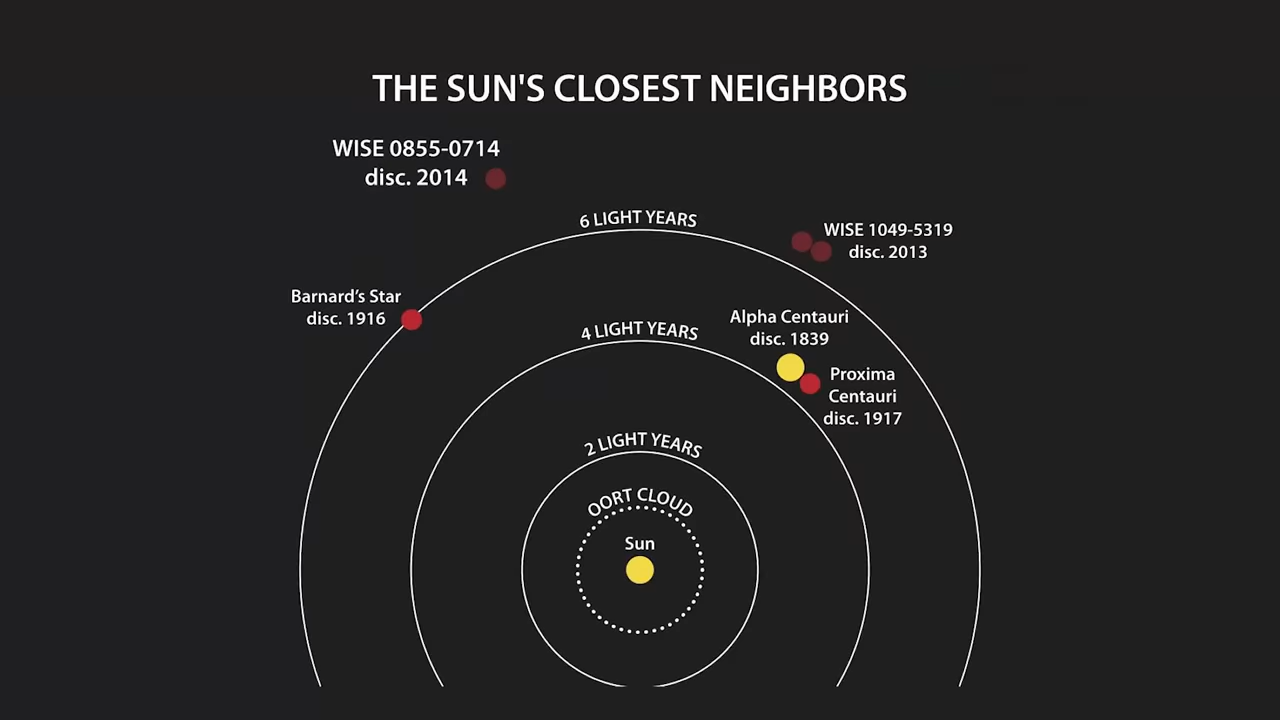 THE SUN'S CLOSEST NEIGHBORS
WISE 0855-0714
disc. 2014
6 LIGHT YEARS
WISE 1049-5319
disc. 2013
Barnard’s Star
disc. 1916
4 LIGHT YEARS
Alpha Centauri
disc. 1839
Proxima
Centauri
disc. 1917
2 LIGHT YEARS
OORT CLOUD
Sun